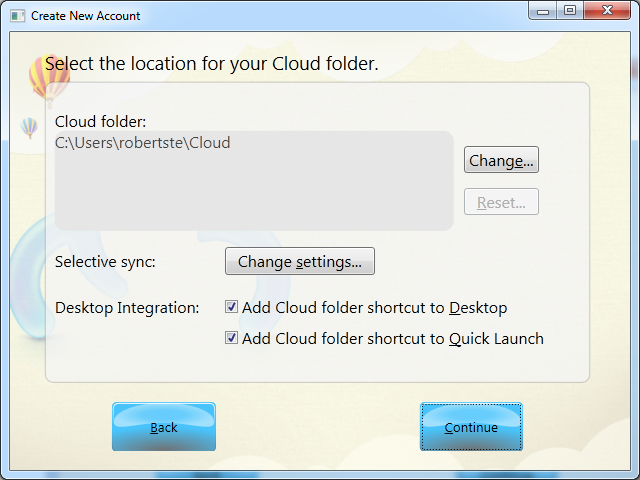 Create New Account
Select the location for your Cloud folder.
Cloud folder:
C:\Users\robertste\Cloud
Change...
Reset...
Selective sync:
Change settings...
Desktop Integration:
Add Cloud folder shortcut to Desktop
Add Cloud folder shortcut to Quick Launch
Back
Continue